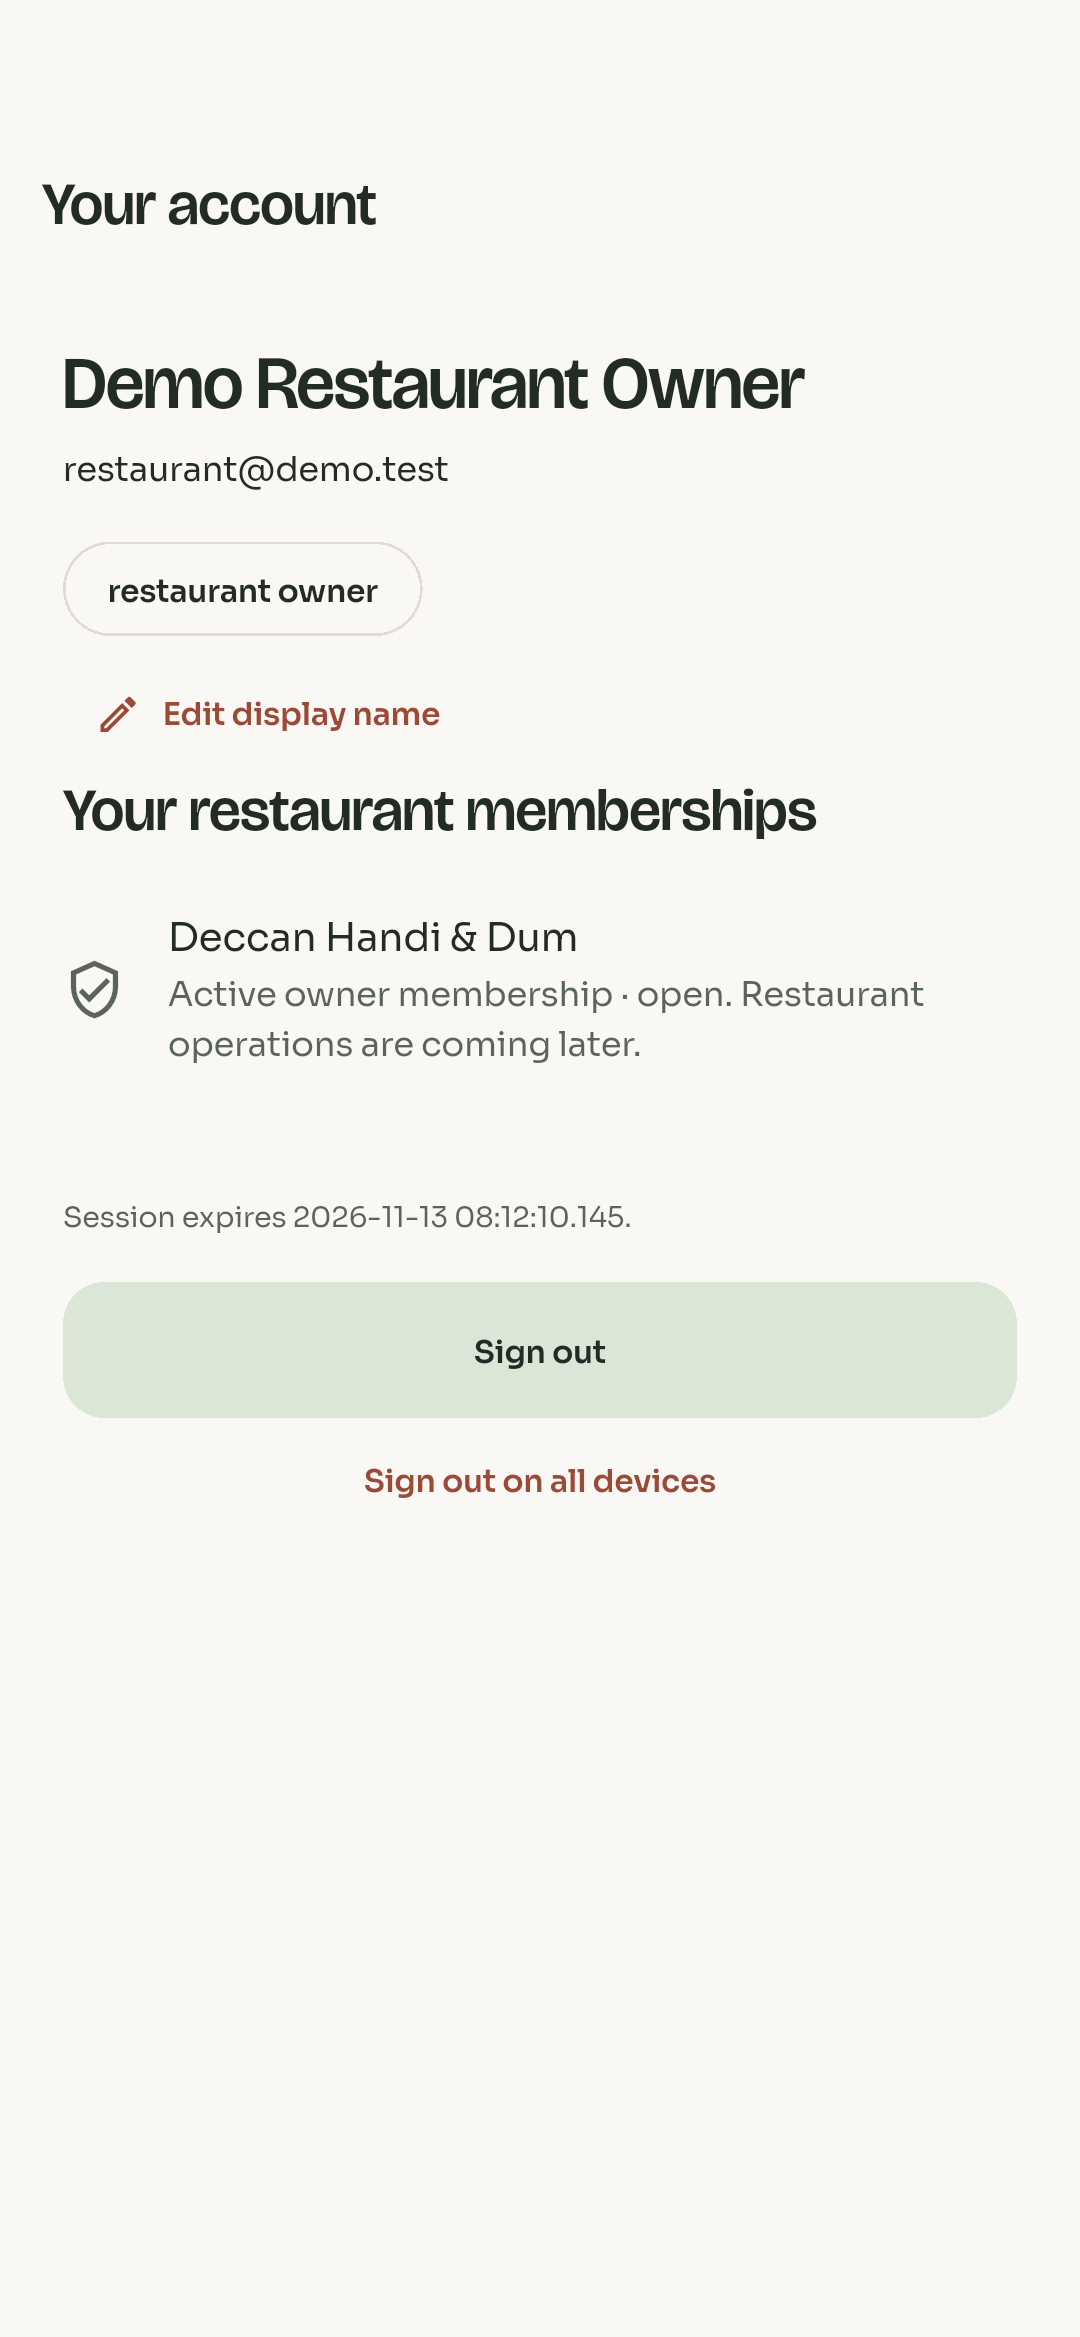 Your account
Demo Restaurant Owner
restaurant@demo.test
restaurant owner
Edit display name
Your restaurant memberships
Deccan Handi & Dum
Active owner membership · open. Restaurant
operations are coming later.
Session expires 2026-11-13 08:12:10.145.
Sign out
Sign out on all devices